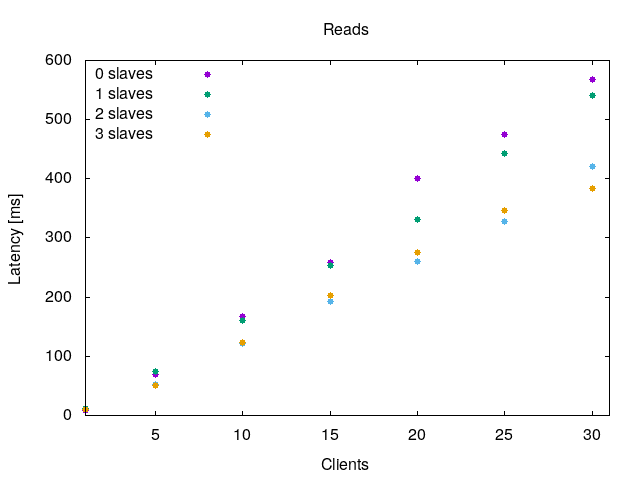 Reads
600
500
400
300
200
100
0
Latency [ms]
0 slaves
1 slaves
2 slaves
3 slaves
5 10 15 20 25 30
Clients